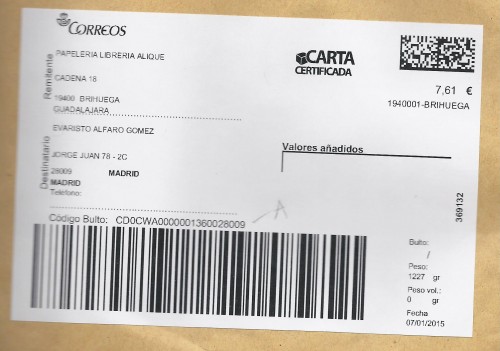 CORREOS
Remitente
PAPELERIA LIBRERIA ALIQUE
CADENA 18
19400 BRIHUEGA
GUADALAJARA
CARTA
CERTIFICADA
7,61 €
1940001-BRIHUEGA
Destinatario
EVARISTO ALFARO GOMEZ
JORGE JUAN 78 - 2C
28009 MADRID
MADRID
Telefono:
Valores añadidos
369132
Código Bulto: CD0CWA0000001360028009
A
Bulto:
/
Peso:
1227 gr
Peso vol.:
0 gr
Fecha
07/01/2015